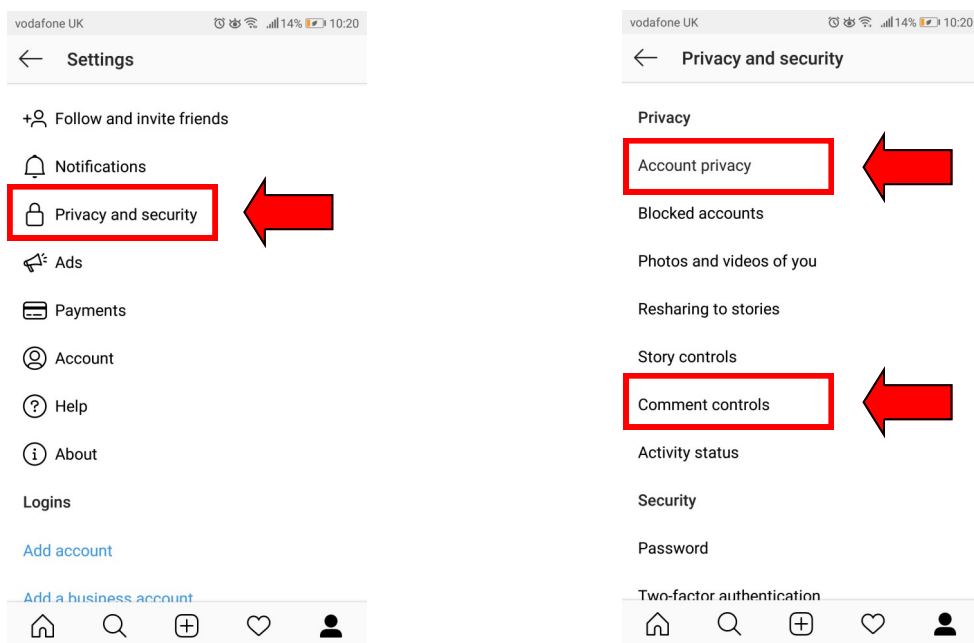 vodafone UK 14% 10:20
Settings
Follow and invite friends
Notifications
Privacy and security
Ads
Payments
Account
Help
About
Logins
Add account
Add a business account
vodafone UK 14% 10:20
Privacy and security
Privacy
Account privacy
Blocked accounts
Photos and videos of you
Resharing to stories
Story controls
Comment controls
Activity status
Security
Password
Two-factor authentication